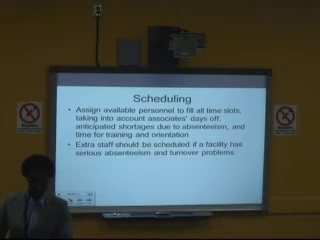 Scheduling
• Assign available personnel to fill all time slots,
taking into account associates' days off,
anticipated shortages due to absenteeism, and
time for training and orientation
• Extra staff should be scheduled if a facility has
serious absenteeism and turnover problems.